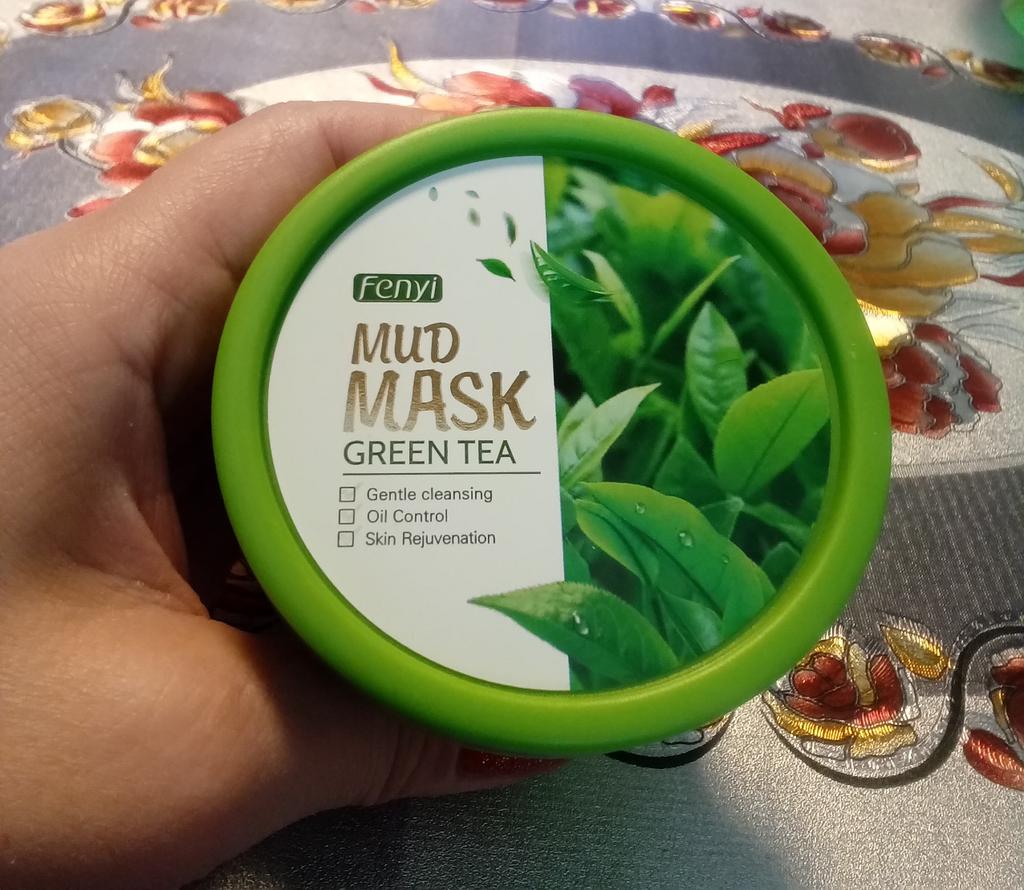 Fenyi
MUD
MASK
GREEN TEA
Gentle cleansing
Oil Control
Skin Rejuvenation